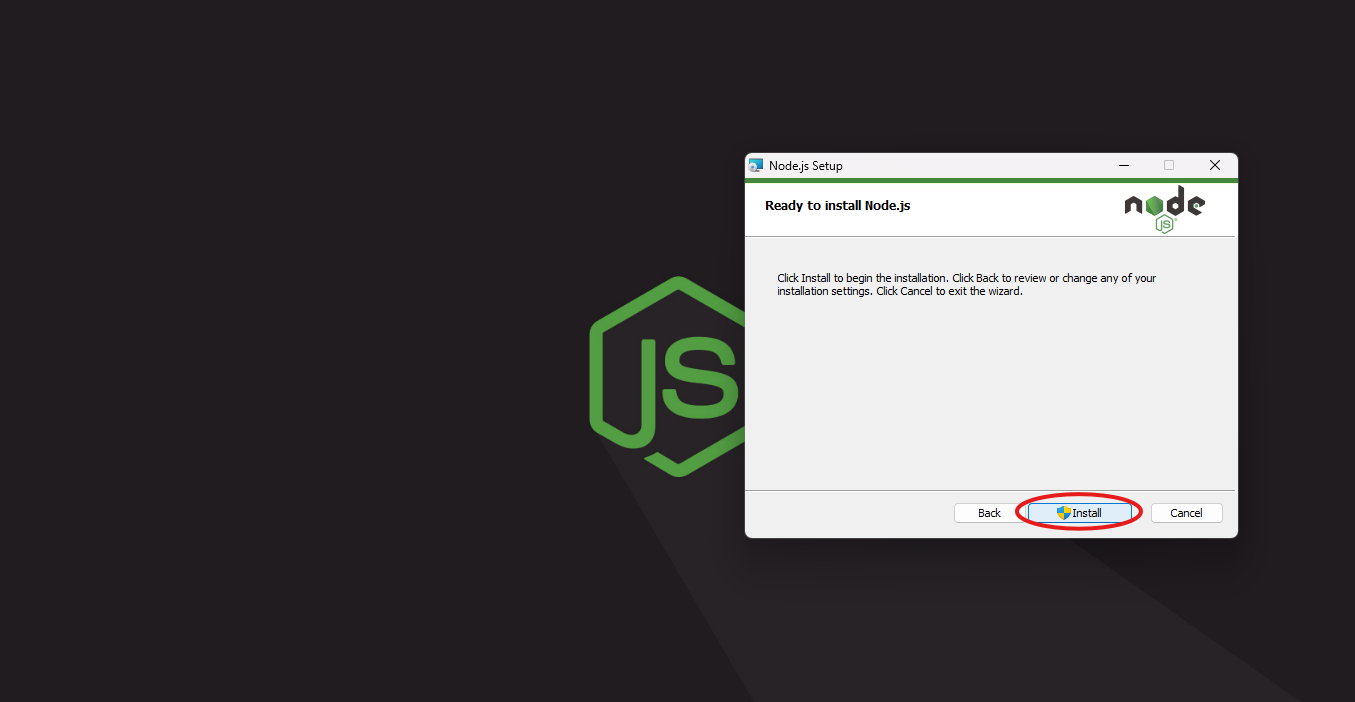 Node.js Setup
Ready to install Node.js
node
JS
Click Install to begin the installation. Click Back to review or change any of your
installation settings. Click Cancel to exit the wizard.
JS
Back
Install
Cancel